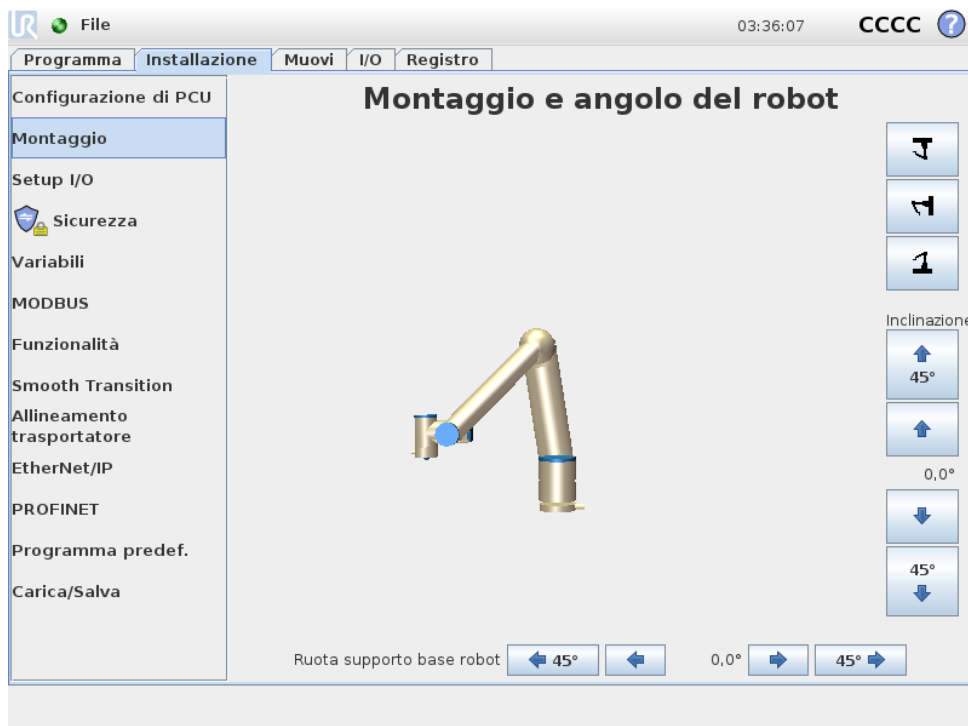 UR File 03:36:07 CCCC ?
Programma Installazione Muovi I/O Registro
Configurazione di PCU
Montaggio
Setup I/O
Sicurezza
Variabili
MODBUS
Funzionalità
Smooth Transition
Allineamento
trasportatore
EtherNet/IP
PROFINET
Programma predef.
Carica/Salva
Montaggio e angolo del robot
Inclinazione
45°
0,0°
45°
Ruota supporto base robot 45° 0,0° 45°